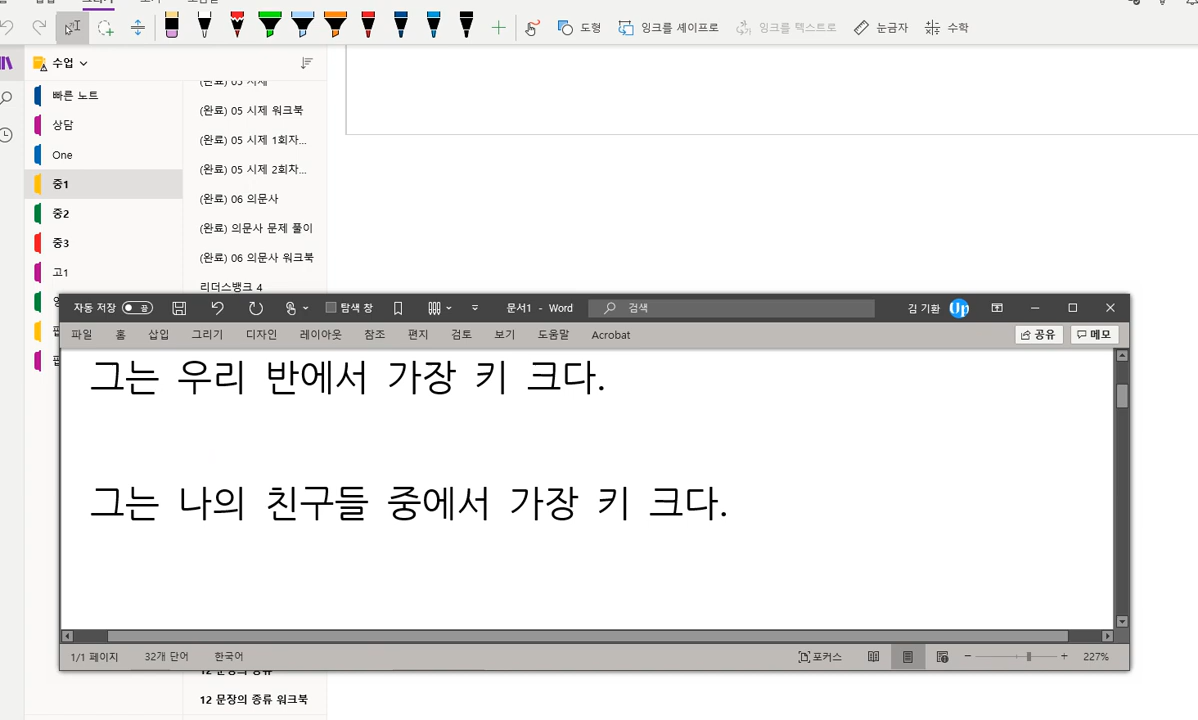 도형
잉크를 셰이프로
잉크를 텍스트로
눈금자
수학
수업
빠른 노트
상담
One
중1
중2
중3
고1
(완료) 05 시제 워크북
(완료) 05 시제 1회차...
(완료) 05 시제 2회차...
(완료) 06 의문사
(완료) 의문사 문제 풀이
(완료) 06 의문사 워크북
리더스뱅크 4
자동 저장 끔 탐색 창 문서1 - Word 검색 김 기환 Up
파일 홈 삽입 그리기 디자인 레이아웃 참조 편지 검토 보기 도움말 Acrobat 공유 메모
그는 우리 반에서 가장 키 크다.
그는 나의 친구들 중에서 가장 키 크다.
1/1 페이지 32개 단어 한국어 포커스 227%
12 문장의 종류
12 문장의 종류 워크북